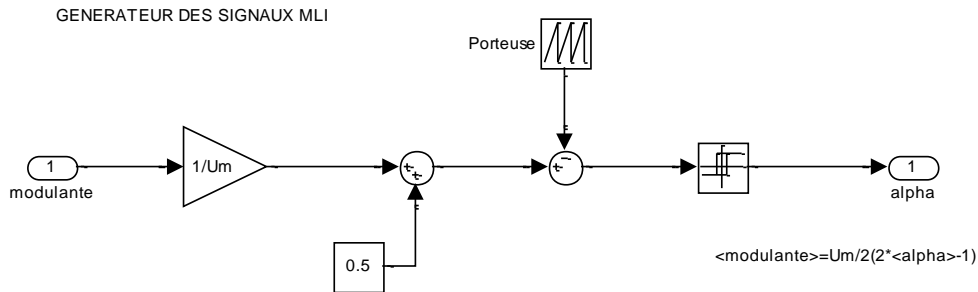 GENERATEUR DES SIGNAUX MLI
Porteuse
1
modulante
1/Um
0.5
1
alpha
<modulante>=Um/2(2*<alpha>-1)